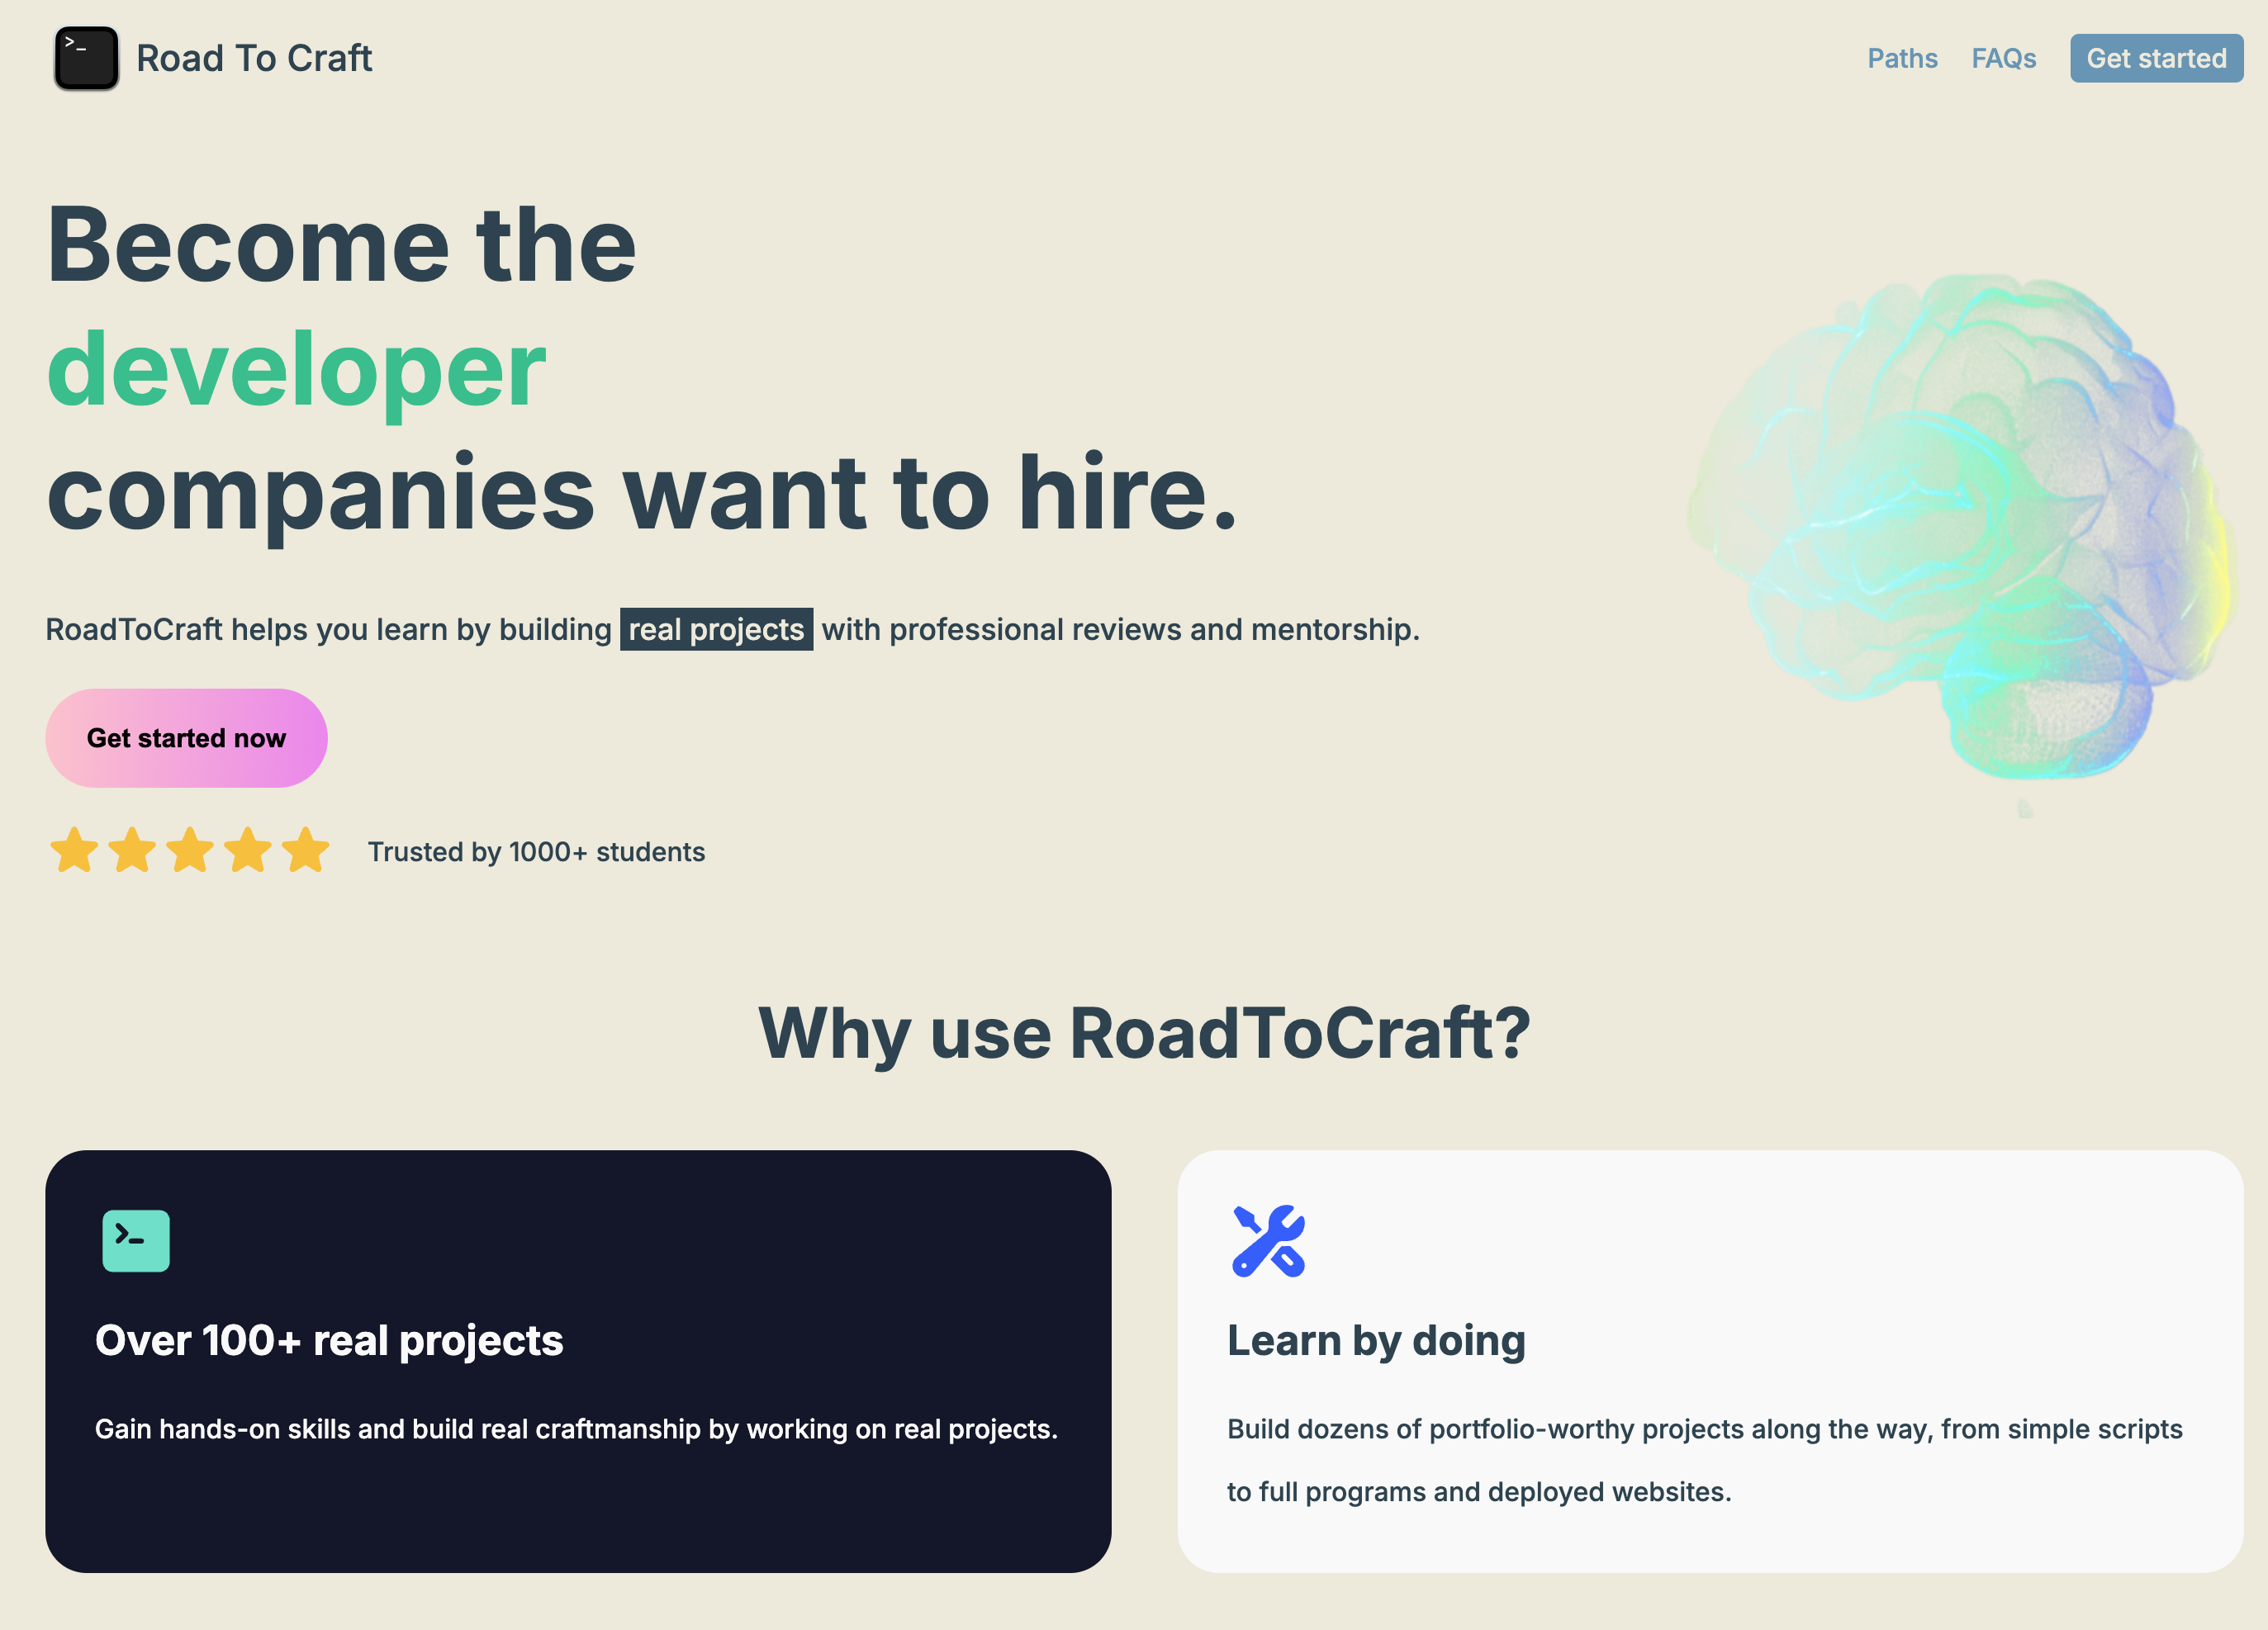 >_ Road To Craft
Paths FAQs Get started
Become the
developer
companies want to hire.
RoadToCraft helps you learn by building real projects with professional reviews and mentorship.
Get started now
Trusted by 1000+ students
Why use RoadToCraft?
Over 100+ real projects
Gain hands-on skills and build real craftmanship by working on real projects.
Learn by doing
Build dozens of portfolio-worthy projects along the way, from simple scripts
to full programs and deployed websites.